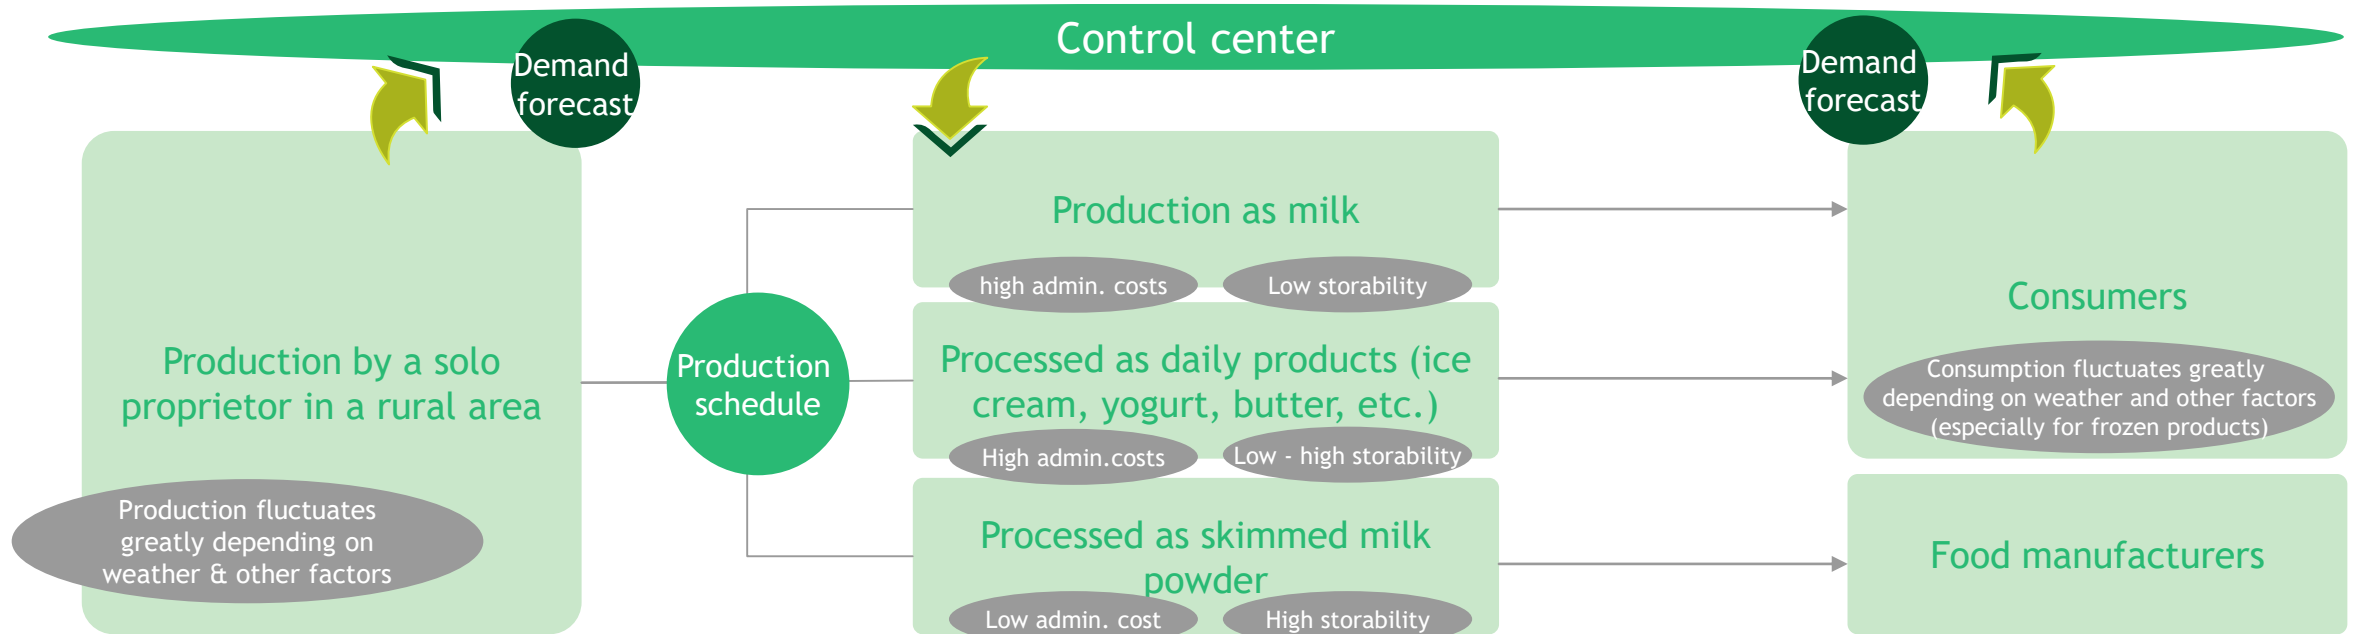 Control center
Demand
forecast
Demand
forecast
Production by a solo
proprietor in a rural area
Production fluctuates
greatly depending on
weather & other factors
Production
schedule
Production as milk
high admin. costs
Low storability
Processed as daily products (ice
cream, yogurt, butter, etc.)
High admin.costs
Low - high storability
Processed as skimmed milk
powder
Low admin. cost
High storability
Consumers
Consumption fluctuates greatly
depending on weather and other factors
(especially for frozen products)
Food manufacturers